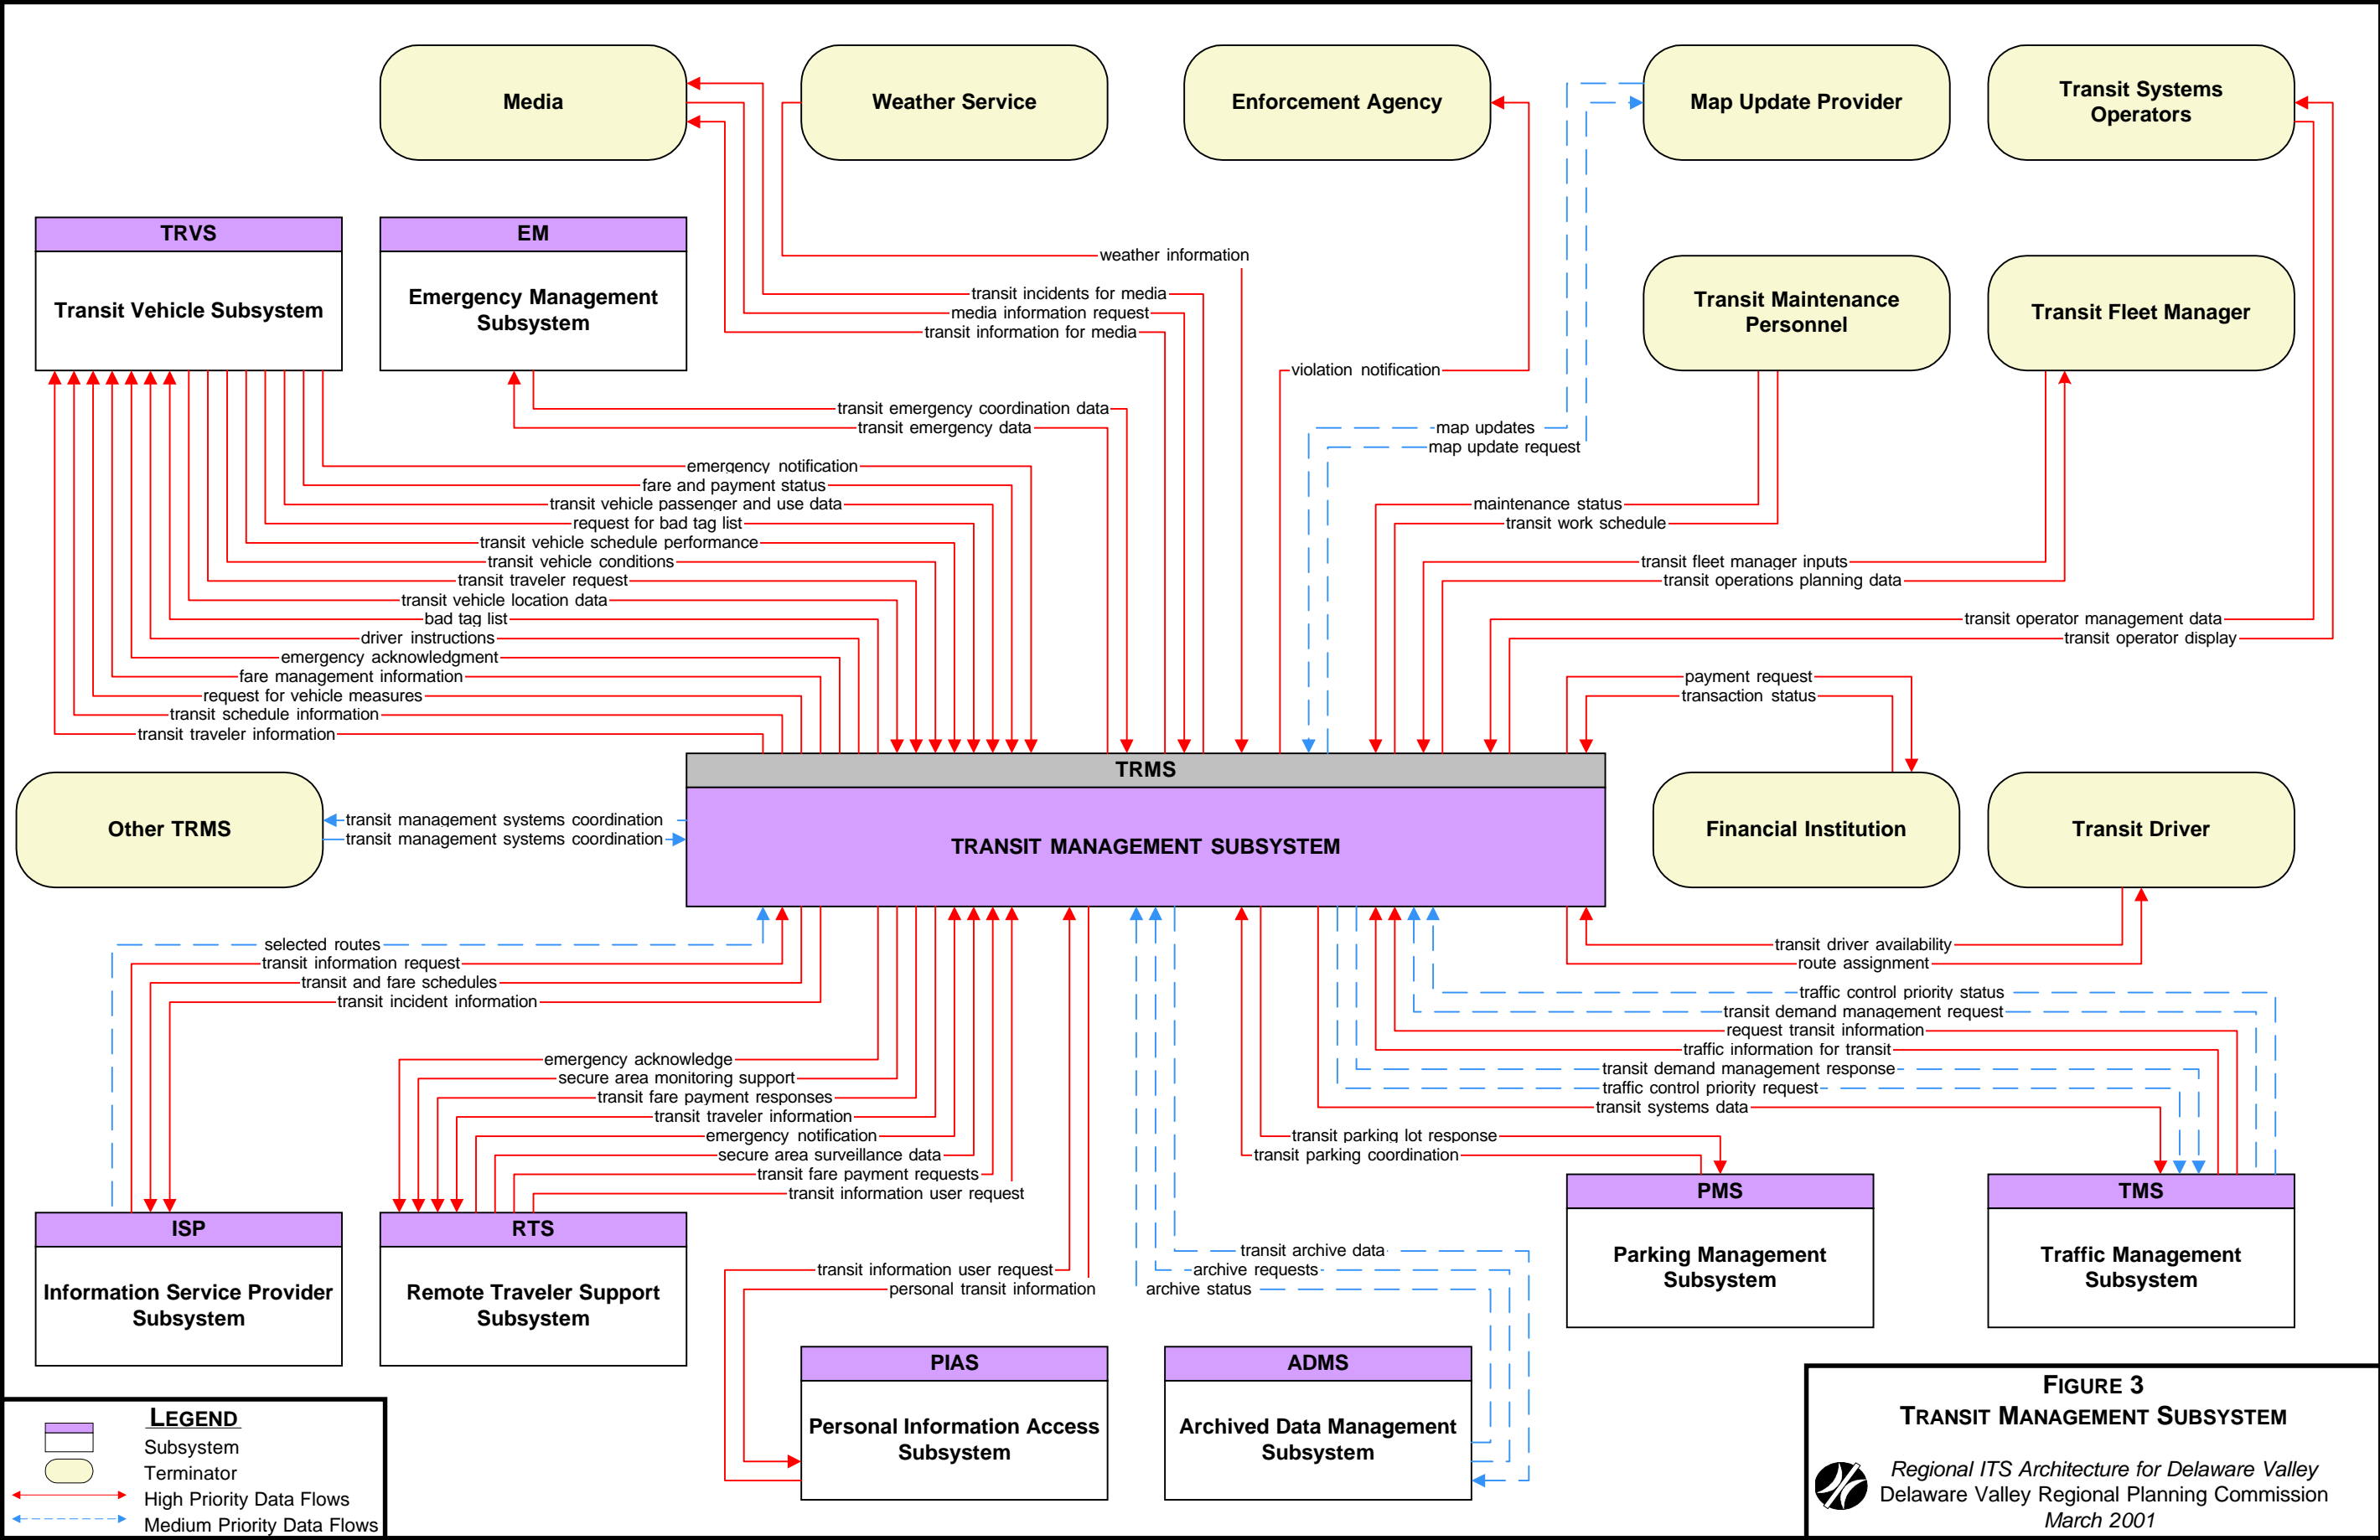 Media
Weather Service
Enforcement Agency
Map Update Provider
Transit Systems
Operators
TRVS
Transit Vehicle Subsystem
EM
Emergency Management
Subsystem
weather information
transit incidents for media
media information request
transit information for media
Transit Maintenance
Personnel
Transit Fleet Manager
violation notification
transit emergency coordination data
transit emergency data
map updates
map update request
emergency notification
fare and payment status
transit vehicle passenger and use data
request for bad tag list
transit vehicle schedule performance
transit vehicle conditions
transit traveler request
transit vehicle location data
bad tag list
driver instructions
emergency acknowledgment
fare management information
request for vehicle measures
transit schedule information
transit traveler information
maintenance status
transit work schedule
transit fleet manager inputs
transit operations planning data
transit operator management data
transit operator display
payment request
transaction status
TRMS
TRANSIT MANAGEMENT SUBSYSTEM
Other TRMS
transit management systems coordination
transit management systems coordination
Financial Institution
Transit Driver
selected routes
transit information request
transit and fare schedules
transit incident information
transit driver availability
route assignment
traffic control priority status
transit demand management request
request transit information
traffic information for transit
transit demand management response
traffic control priority request
transit systems data
emergency acknowledge
secure area monitoring support
transit fare payment responses
transit traveler information
emergency notification
secure area surveillance data
transit fare payment requests
transit information user request
transit parking lot response
transit parking coordination
ISP
Information Service Provider
Subsystem
RTS
Remote Traveler Support
Subsystem
PMS
Parking Management
Subsystem
TMS
Traffic Management
Subsystem
transit information user request
personal transit information
transit archive data
archive requests
archive status
PIAS
Personal Information Access
Subsystem
ADMS
Archived Data Management
Subsystem
LEGEND
Subsystem
Terminator
High Priority Data Flows
Medium Priority Data Flows
FIGURE 3
TRANSIT MANAGEMENT SUBSYSTEM
Regional ITS Architecture for Delaware Valley
Delaware Valley Regional Planning Commission
March 2001